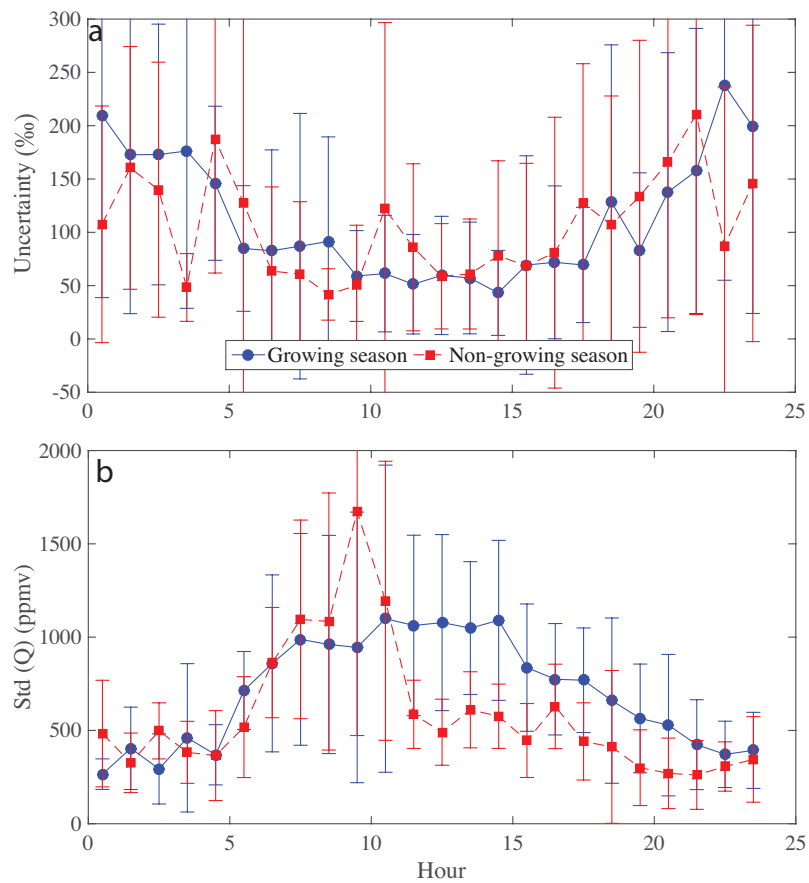 a
300
250
200
150
100
50
0
-50
Uncertainty (‰)
Growing season Non-growing season
0 5 10 15 20 25
b
2000
1500
1000
500
0
Std (Q) (ppmv)
0 5 10 15 20 25
Hour